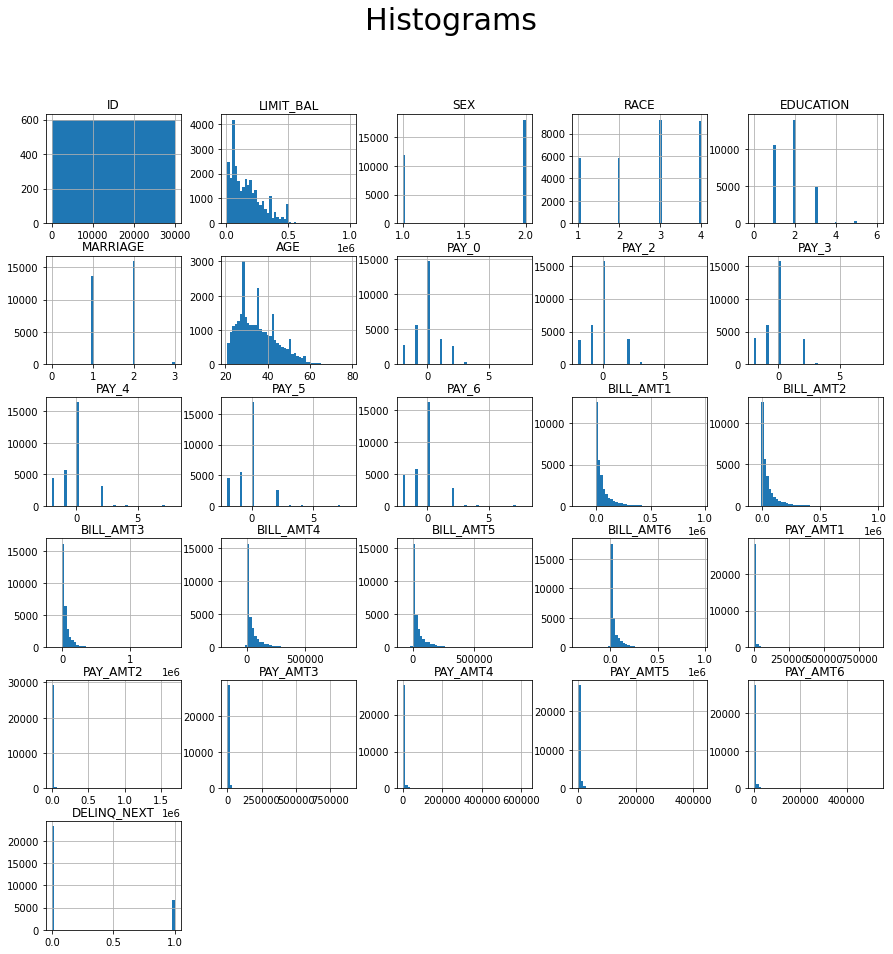 Histograms
ID LIMIT_BAL SEX RACE EDUCATION
600 4000 15000 8000 10000
400 3000 10000 6000 5000
200 2000 5000 4000 0
0 1000 0 2000
0 0
0 10000 20000 30000 0.0 0.5 1.0 1.0 1.5 2.0 1 2 3 4 0 2 4 6
1e6
MARRIAGE AGE PAY_0 PAY_2 PAY_3
15000 3000 15000 15000 15000
10000 2000 10000 10000 10000
5000 1000 5000 5000 5000
0 0 0 0 0
0 1 2 3 20 40 60 80 0 5 0 5 0 5
PAY_4 PAY_5 PAY_6 BILL_AMT1 BILL_AMT2
15000 15000 15000 10000 10000
10000 10000 10000 5000 5000
5000 5000 5000 0 0
0 0 0
0 5 0 5 0 5 0.0 0.5 1.0 0.0 0.5 1.0
1e6 1e6
BILL_AMT3 BILL_AMT4 BILL_AMT5 BILL_AMT6 PAY_AMT1
15000 15000 15000 15000 20000
10000 10000 10000 10000 10000
5000 5000 5000 5000 0
0 0 0 0
0 1 0 500000 0 500000 0.0 0.5 1.0 0 250000 500000 750000
1e6 1e6
PAY_AMT2 PAY_AMT3 PAY_AMT4 PAY_AMT5 PAY_AMT6
30000 20000 20000 20000 20000
20000 10000 10000 10000 10000
10000 0 0 0 0
0
0.0 0.5 1.0 1.5 0 250000 500000 750000 0 200000 400000 600000 0 200000 400000 0 200000 400000
1e6
DELINQ_NEXT
20000
15000
10000
5000
0
0.0 0.5 1.0